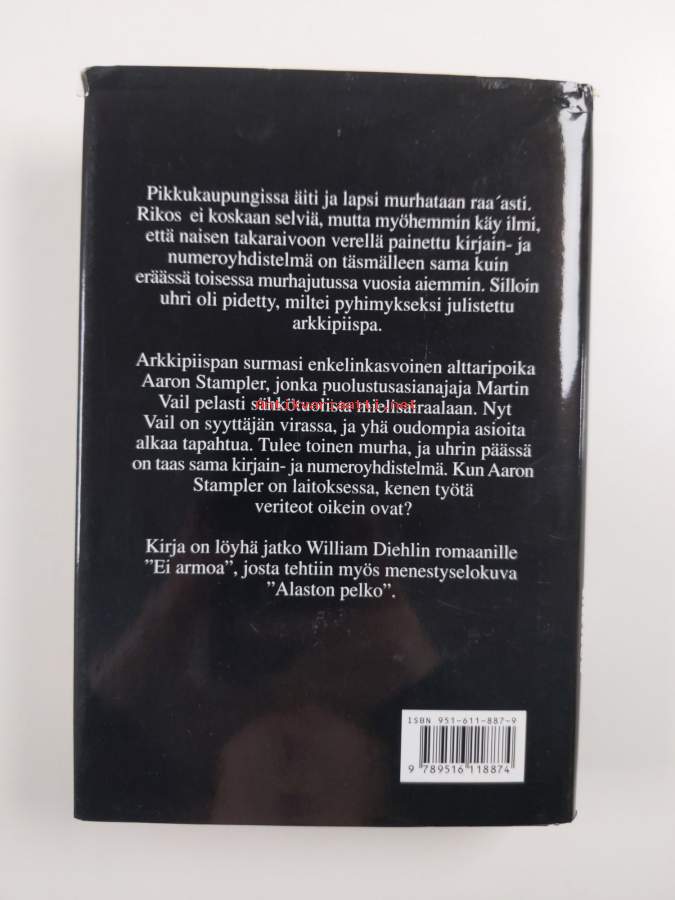 Pikkukaupungissa äiti ja lapsi murhataan raa´asti.
Rikos ei koskaan selviä, mutta myöhemmin käy ilmi,
että naisen takaraivoon verellä painettu kirjain- ja
numeroyhdistelmä on täsmälleen sama kuin
eräässä toisessa murhajutussa vuosia aiemmin. Silloin
uhri oli pidetty, miltei pyhimykseksi julistettu
arkkipiispa.
Arkkipiispan surmasi enkelinkasvoinen alttaripoika
Aaron Stampler, jonka puolustusasianajaja Martin
Vail pelasti sähkötuolista mielisairaalaan. Nyt
Vail on syyttäjän virassa, ja yhä oudompia asioita
alkaa tapahtua. Tulee toinen murha, ja uhrin päässä
on taas sama kirjain- ja numeroyhdistelmä. Kun Aaron
Stampler on laitoksessa, kenen työtä
veriteot oikein ovat?
Kirja on löyhä jatko William Diehlin romaanille
”Ei armoa”, josta tehtiin myös menestyselokuva
”Alaston pelko”.
ISBN 951-611-887-9
9 789516 118874